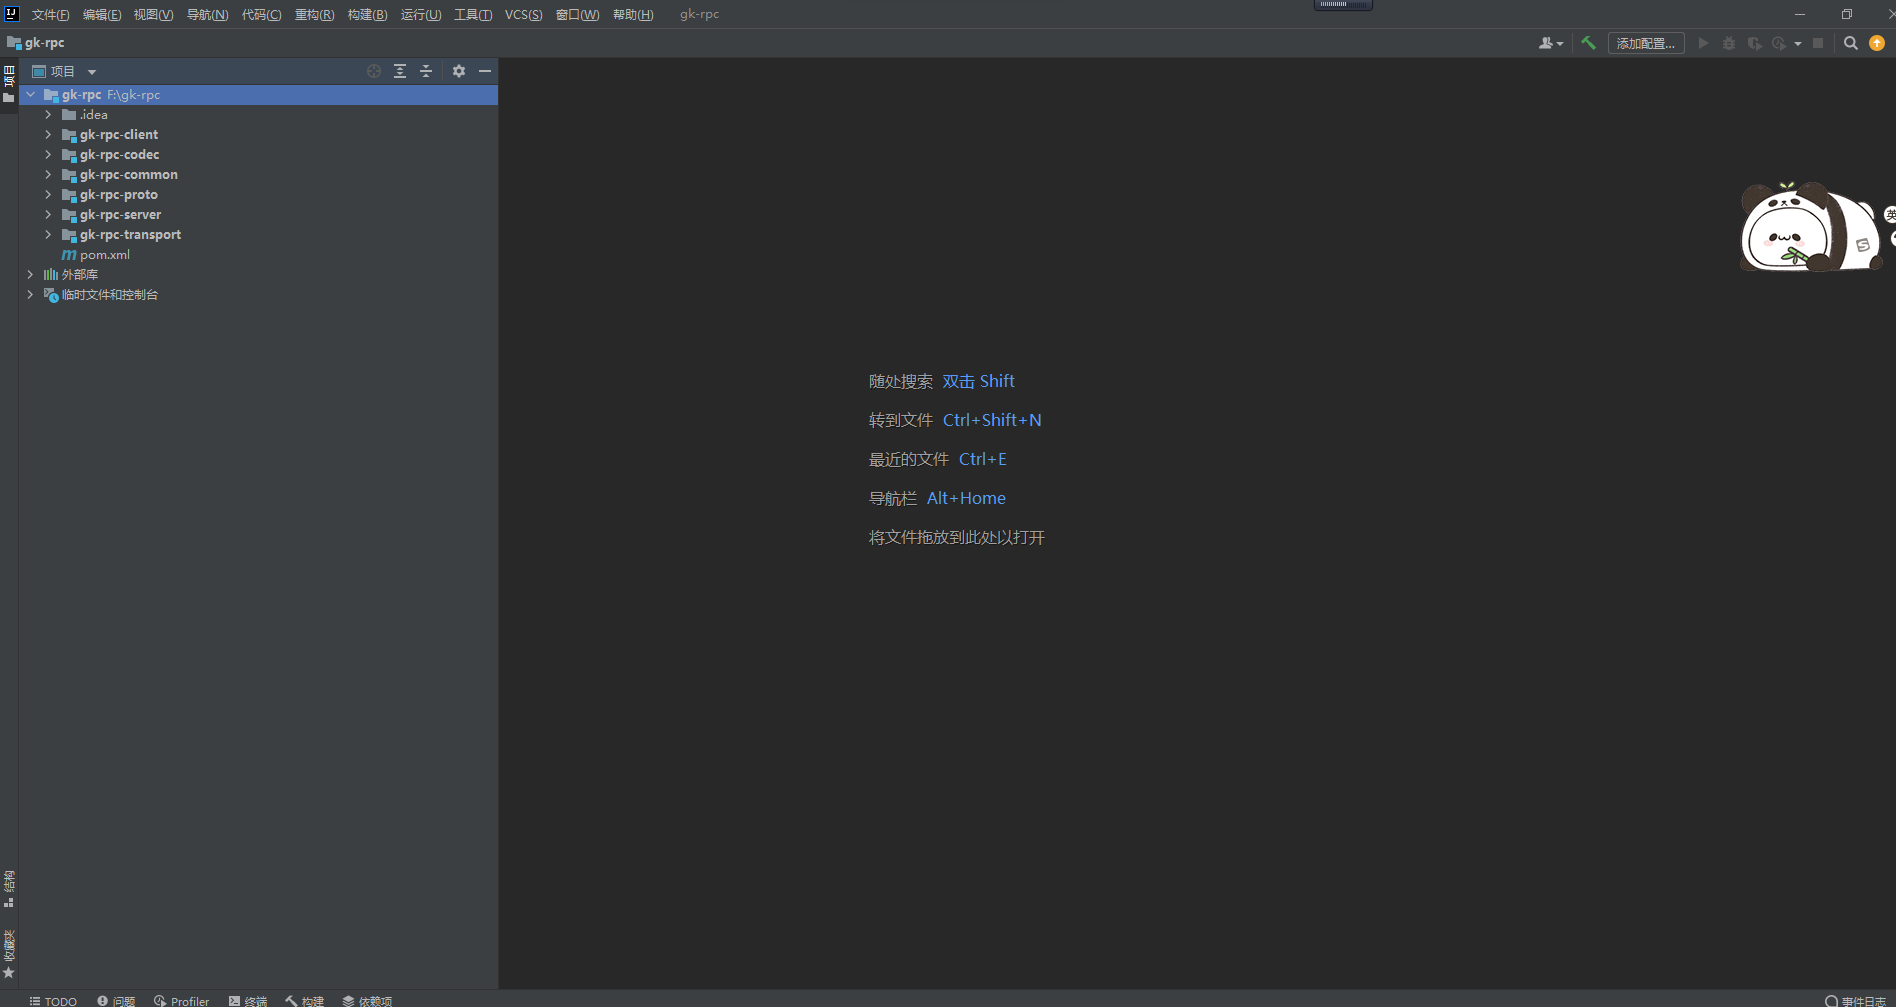 文件(F) 编辑(E) 视图(V) 导航(N) 代码(C) 重构(R) 构建(B) 运行(U) 工具(T) VCS(S) 窗口(W) 帮助(H) gk-rpc
gk-rpc
添加配置...
项目
项目
gk-rpc F:\gk-rpc
.idea
gk-rpc-client
gk-rpc-codec
gk-rpc-common
gk-rpc-proto
gk-rpc-server
gk-rpc-transport
pom.xml
外部库
临时文件和控制台
英
随处搜索 双击 Shift
转到文件 Ctrl+Shift+N
最近的文件 Ctrl+E
导航栏 Alt+Home
将文件拖放到此处以打开
结构
收藏夹
TODO 问题 Profiler 终端 构建 依赖项 事件日志